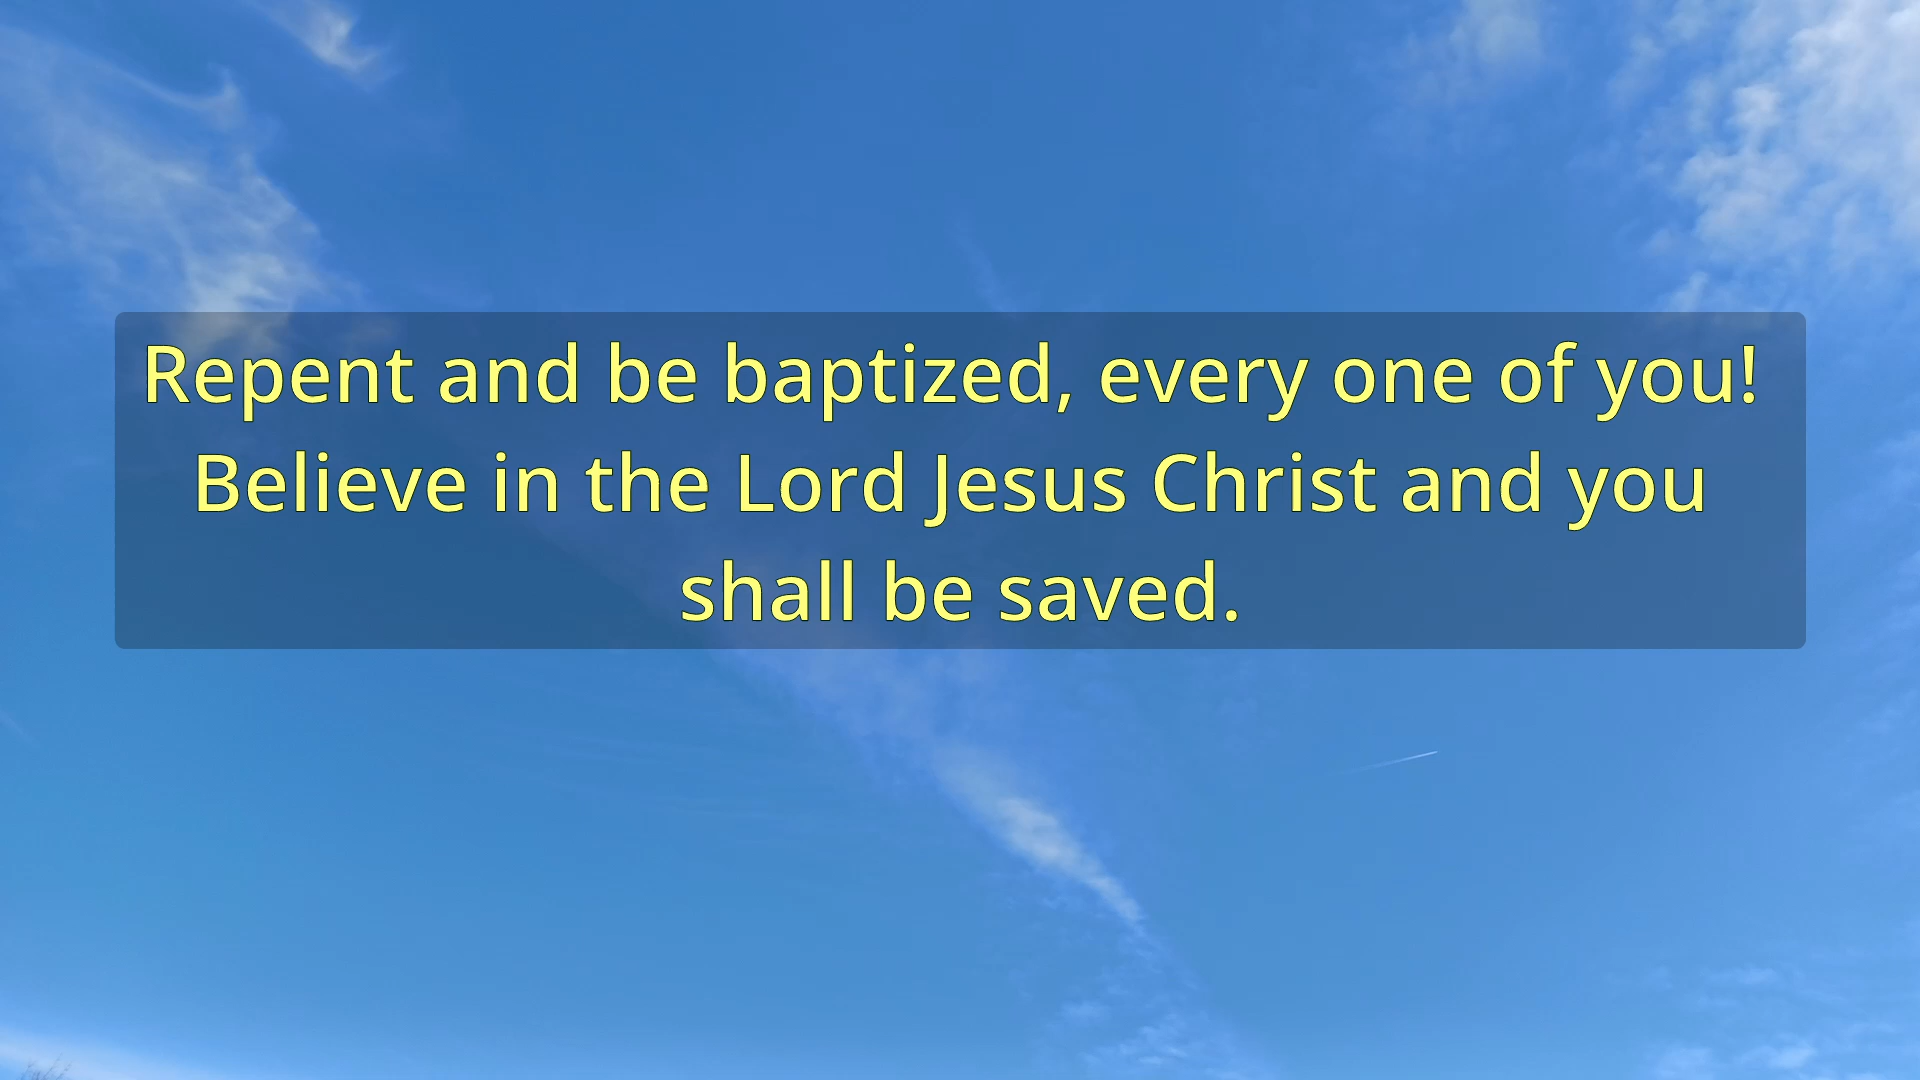 Repent and be baptized, every one of you!
Believe in the Lord Jesus Christ and you
shall be saved.